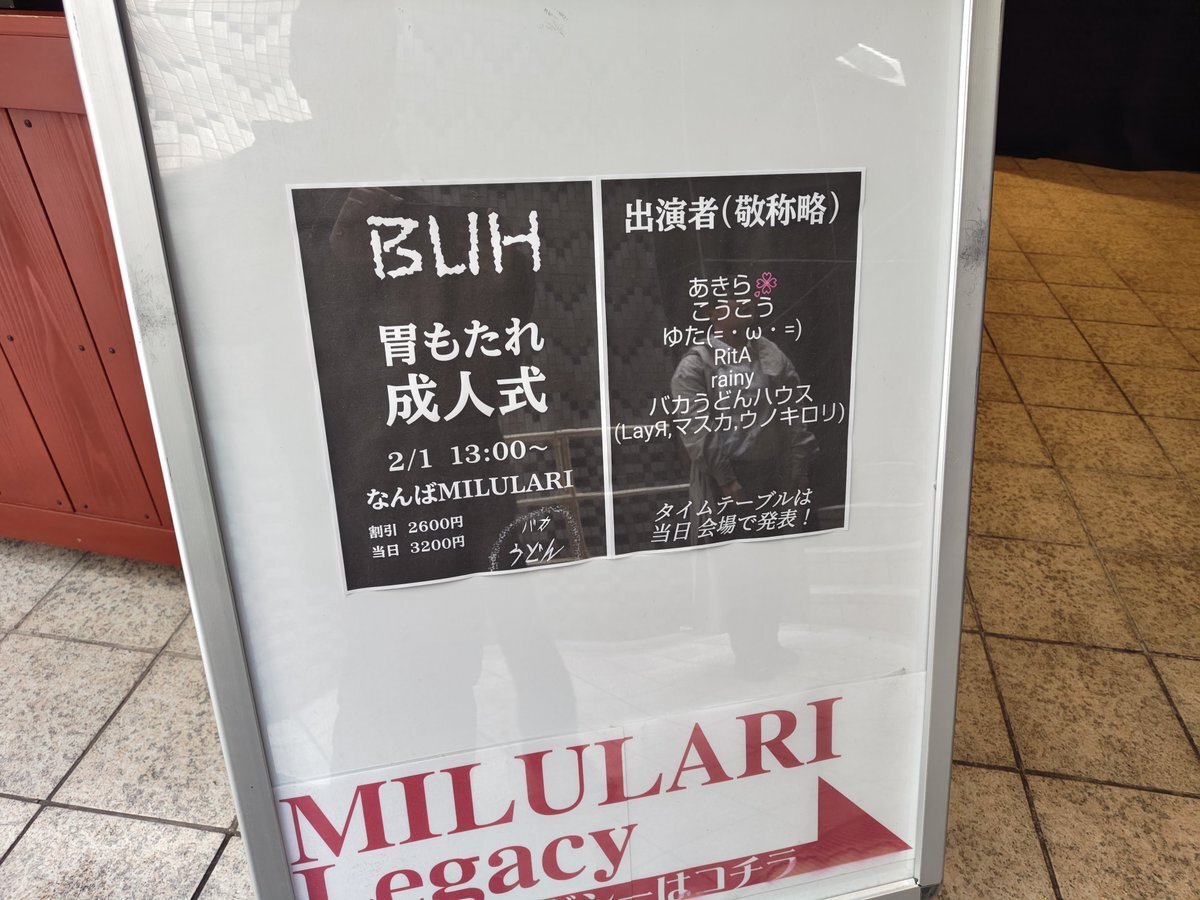 BUH
胃もたれ
成人式
2/1 13:00~
なんばMILULARI
割引 2600円
当日 3200円
バカ
うどん
出演者(敬称略)
あきら
こうこう
ゆた(=・ω・=)
RitA
rainy
バカうどんハウス
(LayЯ,マスカ,ウノキロリ)
タイムテーブルは
当日 会場で発表!
MILULARI
Legacy
シーはコチラ